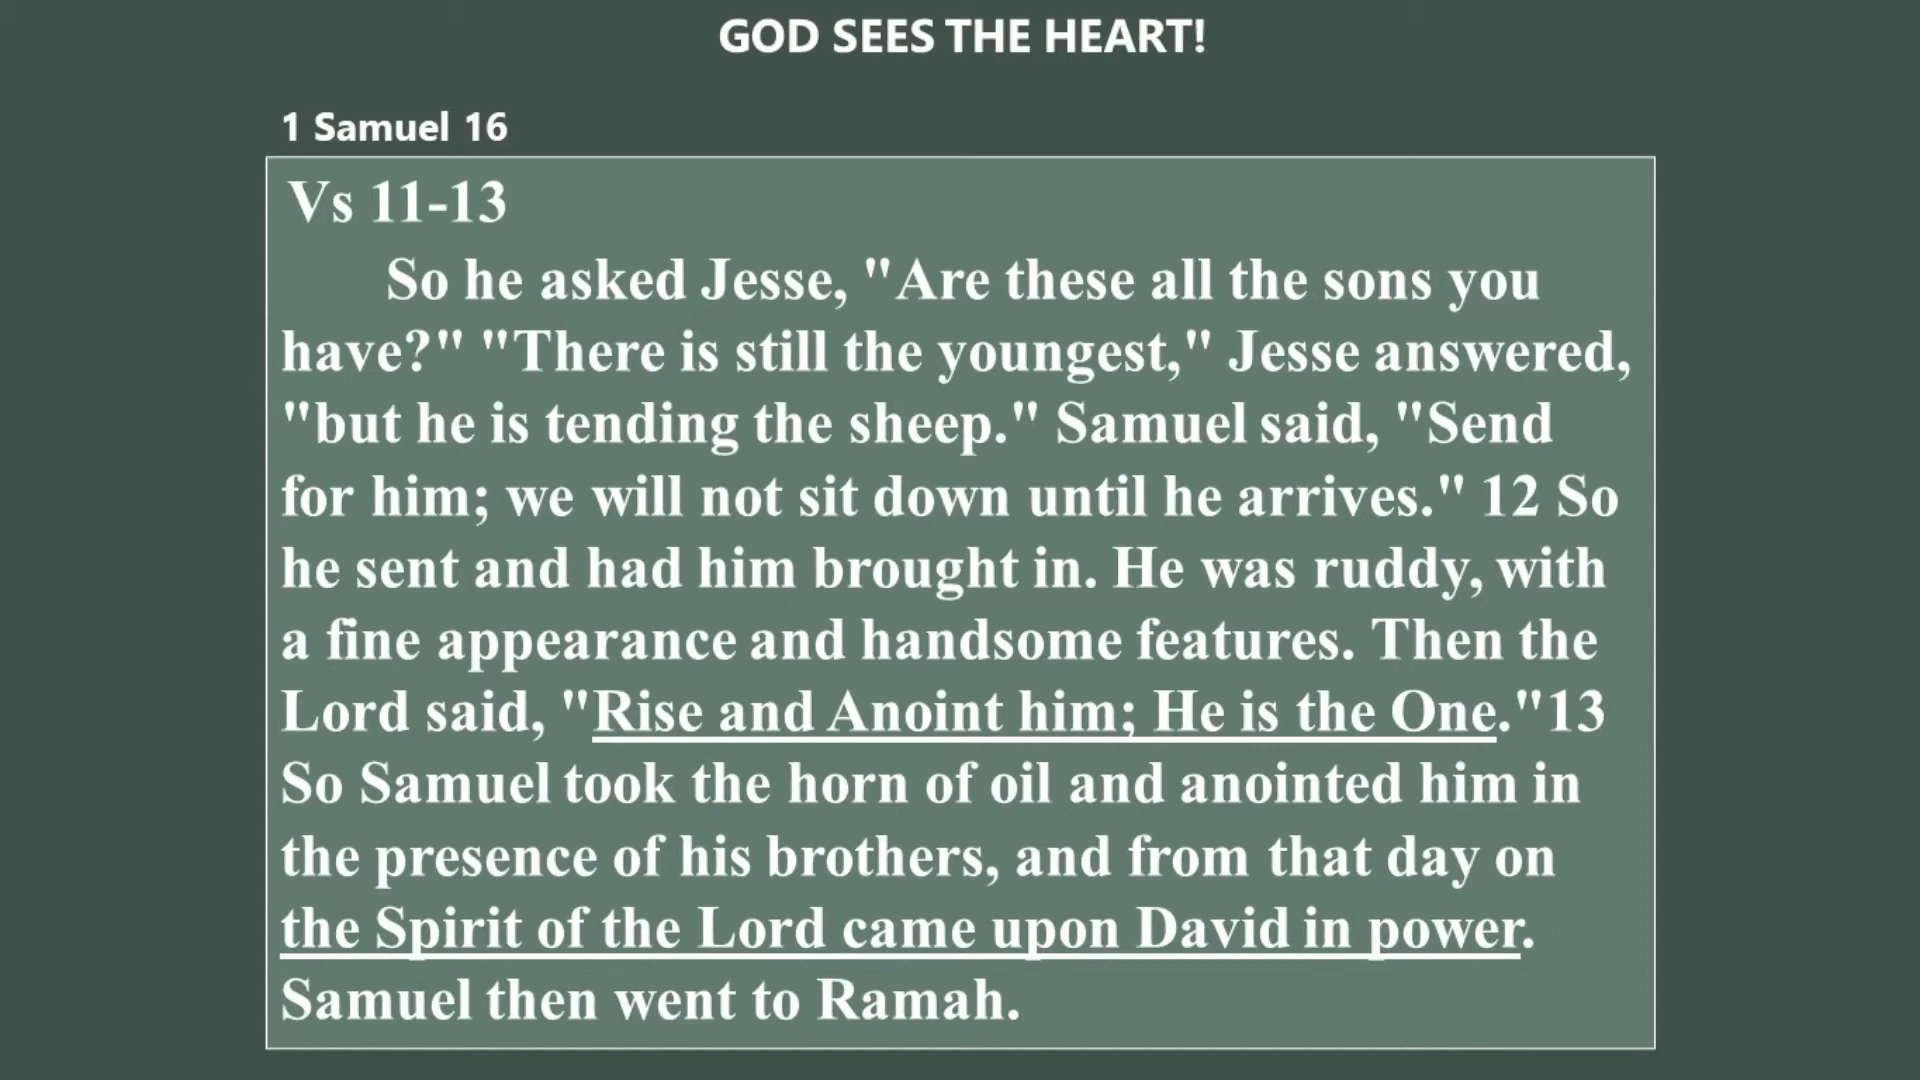 GOD SEES THE HEART!
1 Samuel 16
Vs 11-13
So he asked Jesse, "Are these all the sons you
have?" "There is still the youngest," Jesse answered,
"but he is tending the sheep." Samuel said, "Send
for him; we will not sit down until he arrives." 12 So
he sent and had him brought in. He was ruddy, with
a fine appearance and handsome features. Then the
Lord said, "Rise and Anoint him; He is the One."13
So Samuel took the horn of oil and anointed him in
the presence of his brothers, and from that day on
the Spirit of the Lord came upon David in power.
Samuel then went to Ramah.